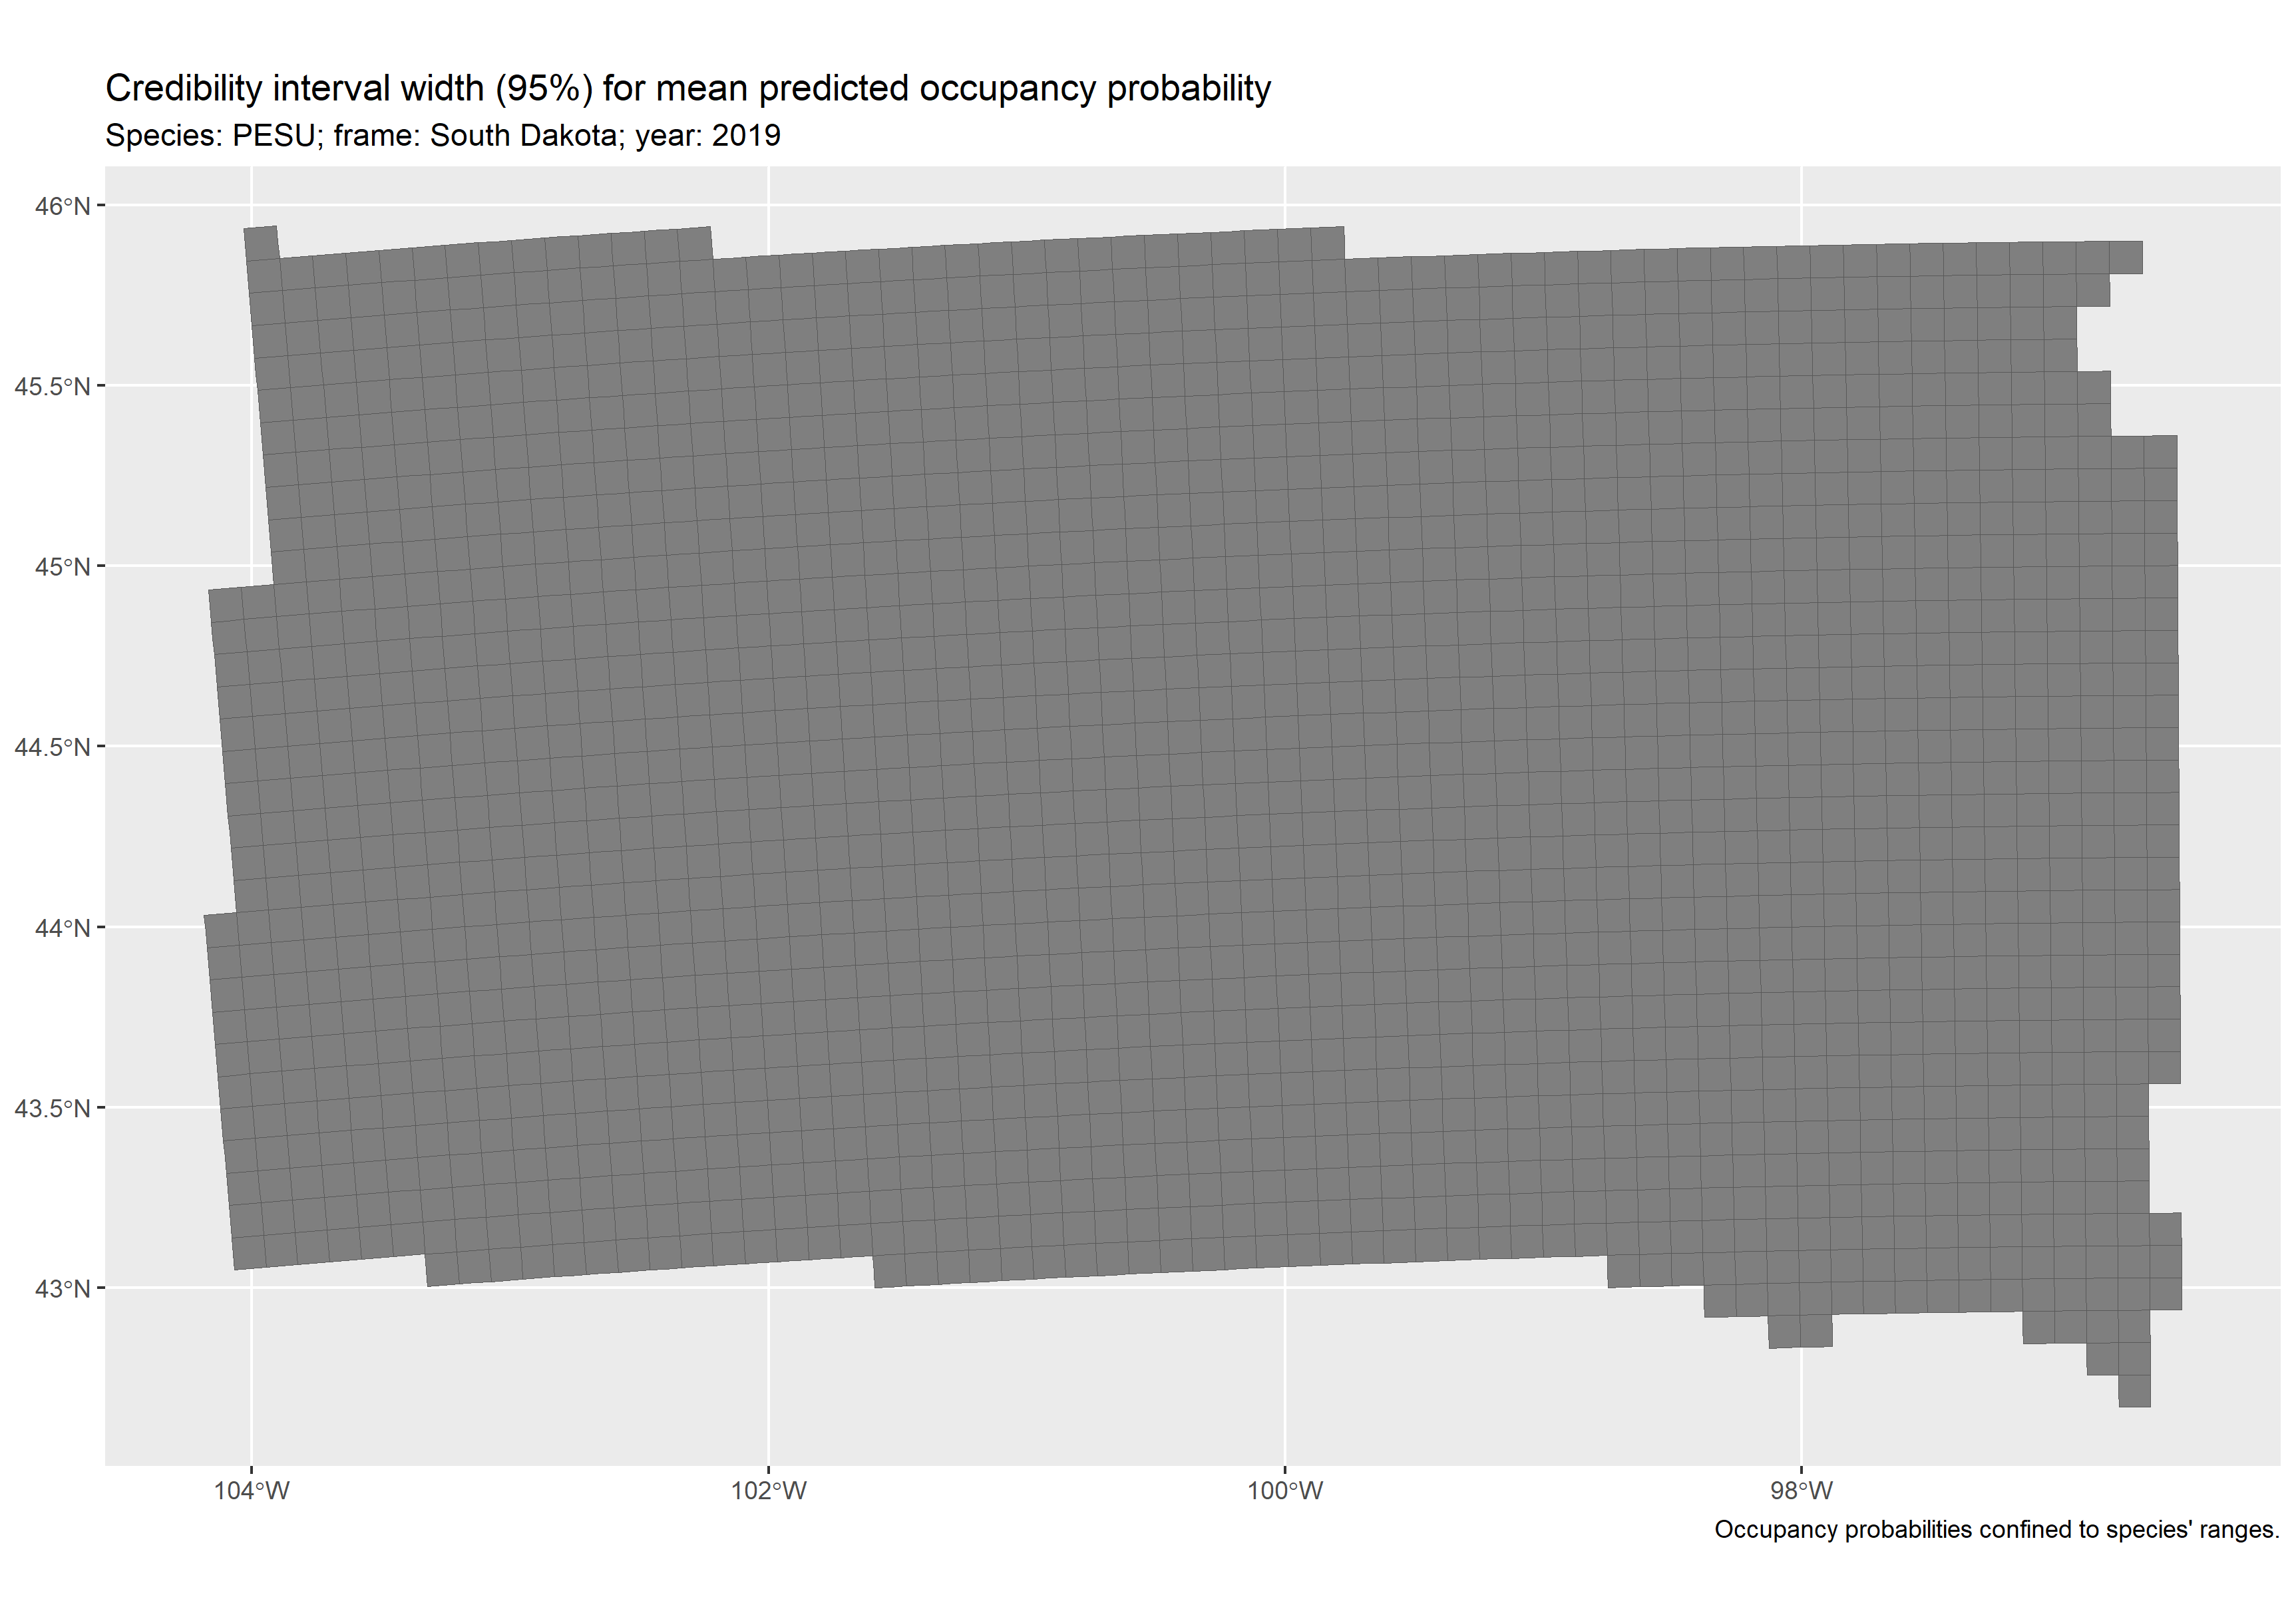 Credibility interval width (95%) for mean predicted occupancy probability
Species: PESU; frame: South Dakota; year: 2019
46°N
45.5°N
45°N
44.5°N
44°N
43.5°N
43°N
104°W 102°W 100°W 98°W
Occupancy probabilities confined to species' ranges.